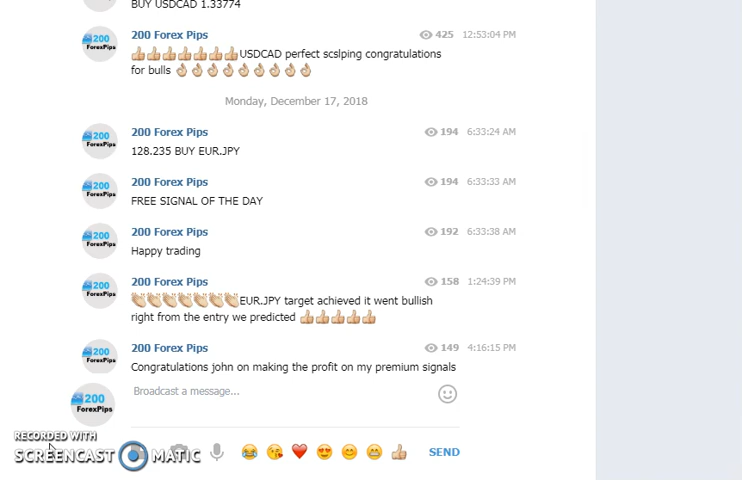 BUY USDCAD 1.33774
200 Forex Pips 425 12:53:04 PM
👍👍👍👍👍👍👍USDCAD perfect scslping congratulations
for bulls 👌👌👌👌👌👌👌👌👌
Monday, December 17, 2018
200 Forex Pips 194 6:33:24 AM
128.235 BUY EUR.JPY
200 Forex Pips 194 6:33:33 AM
FREE SIGNAL OF THE DAY
200 Forex Pips 192 6:33:38 AM
Happy trading
200 Forex Pips 158 1:24:39 PM
👏👏👏👏👏👏👏EUR.JPY target achieved it went bullish
right from the entry we predicted 👍👍👍👍👍
200 Forex Pips 149 4:16:15 PM
Congratulations john on making the profit on my premium signals
Broadcast a message...
SEND
200
ForexPips
RECORDED WITH
SCREENCAST MATIC